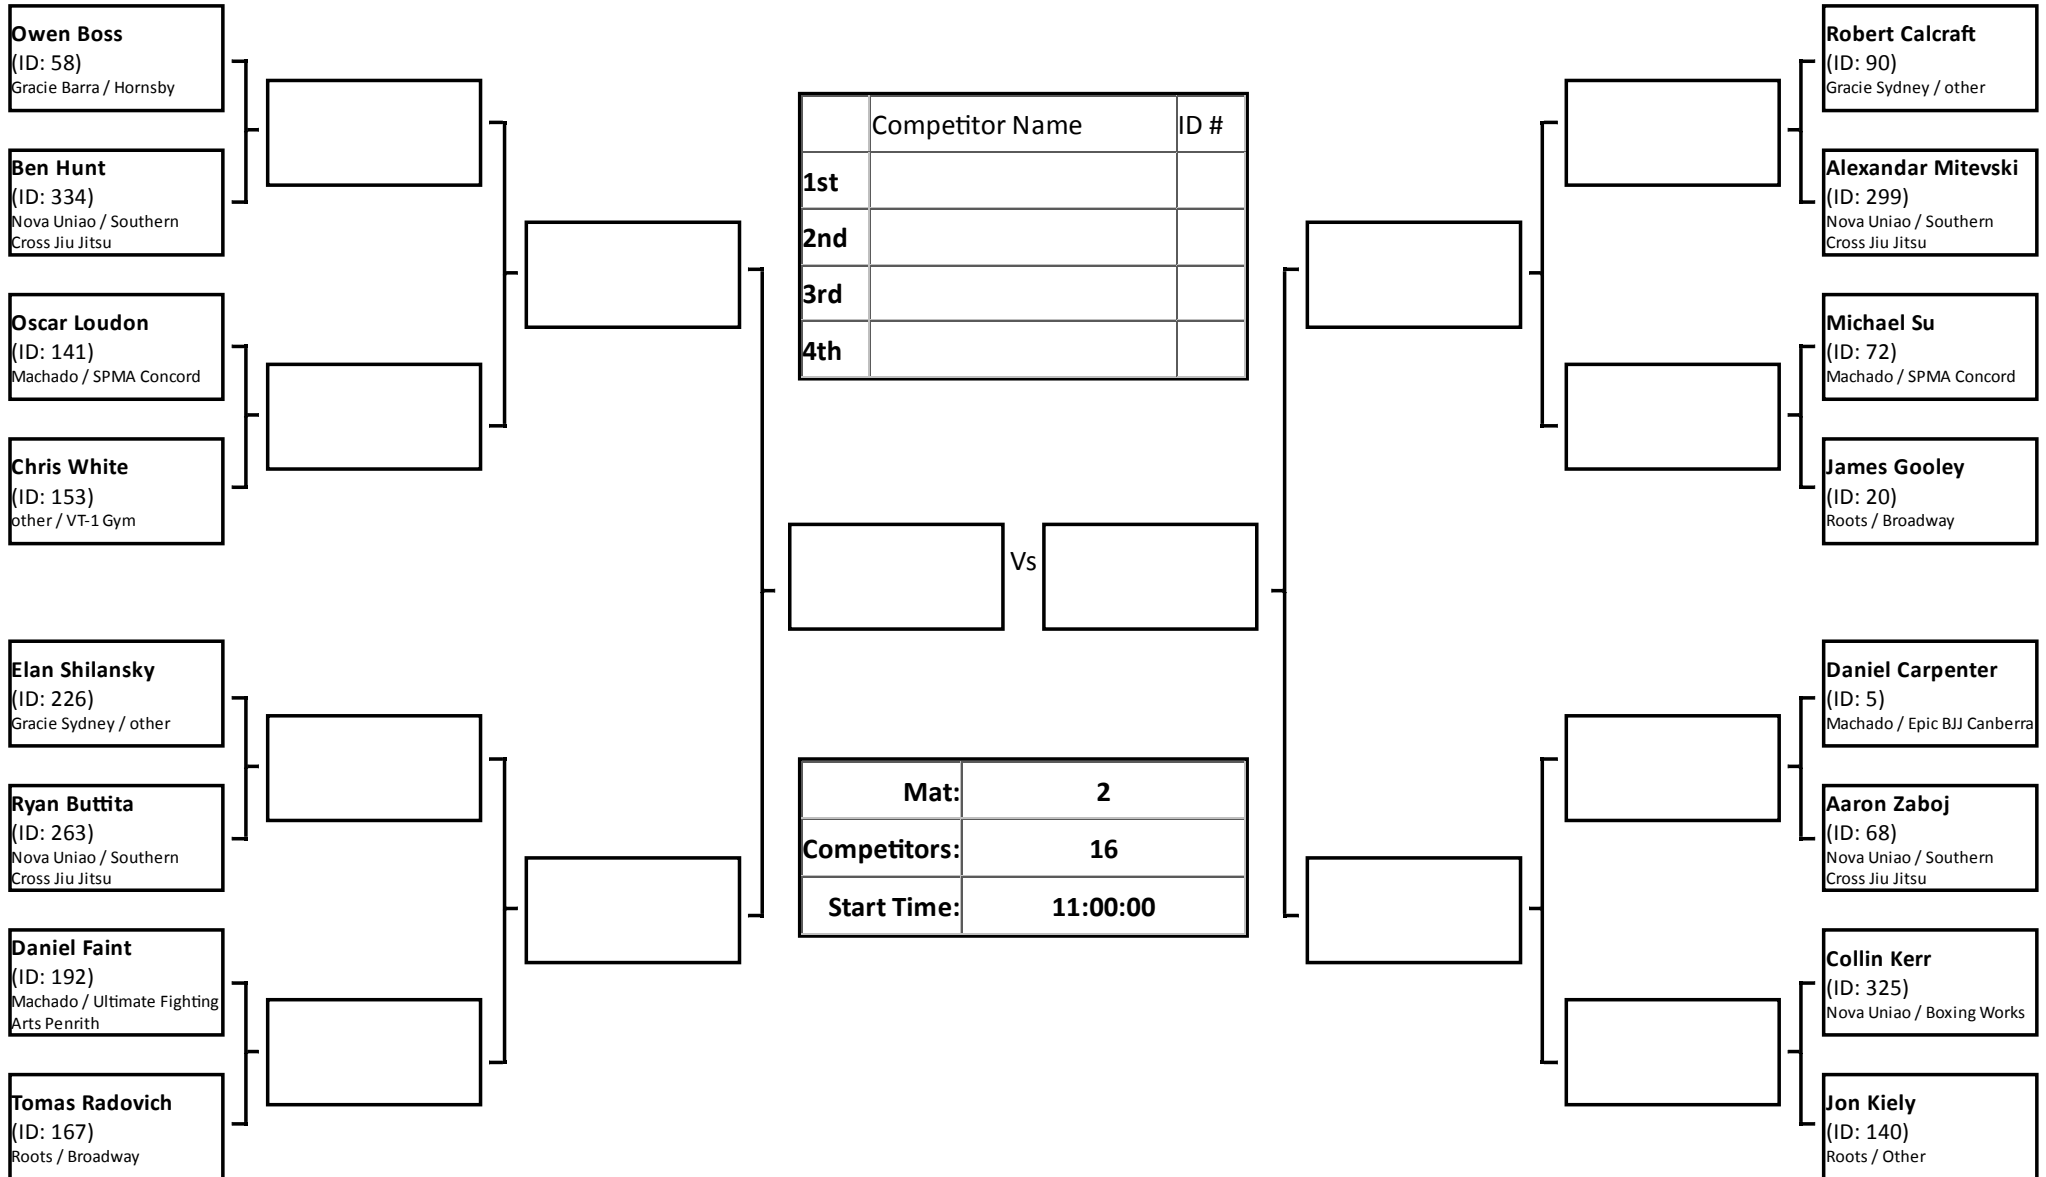 Owen Boss
(ID: 58)
Gracie Barra / Hornsby
Ben Hunt
(ID: 334)
Nova Uniao / Southern
Cross Jiu Jitsu
Oscar Loudon
(ID: 141)
Machado / SPMA Concord
Chris White
(ID: 153)
other / VT-1 Gym
Elan Shilansky
(ID: 226)
Gracie Sydney / other
Ryan Buttita
(ID: 263)
Nova Uniao / Southern
Cross Jiu Jitsu
Daniel Faint
(ID: 192)
Machado / Ultimate Fighting
Arts Penrith
Tomas Radovich
(ID: 167)
Roots / Broadway
Competitor Name ID #
1st
2nd
3rd
4th
Vs
Mat: 2
Competitors: 16
Start Time: 11:00:00
Robert Calcraft
(ID: 90)
Gracie Sydney / other
Alexandar Mitevski
(ID: 299)
Nova Uniao / Southern
Cross Jiu Jitsu
Michael Su
(ID: 72)
Machado / SPMA Concord
James Gooley
(ID: 20)
Roots / Broadway
Daniel Carpenter
(ID: 5)
Machado / Epic BJJ Canberra
Aaron Zaboj
(ID: 68)
Nova Uniao / Southern
Cross Jiu Jitsu
Collin Kerr
(ID: 325)
Nova Uniao / Boxing Works
Jon Kiely
(ID: 140)
Roots / Other